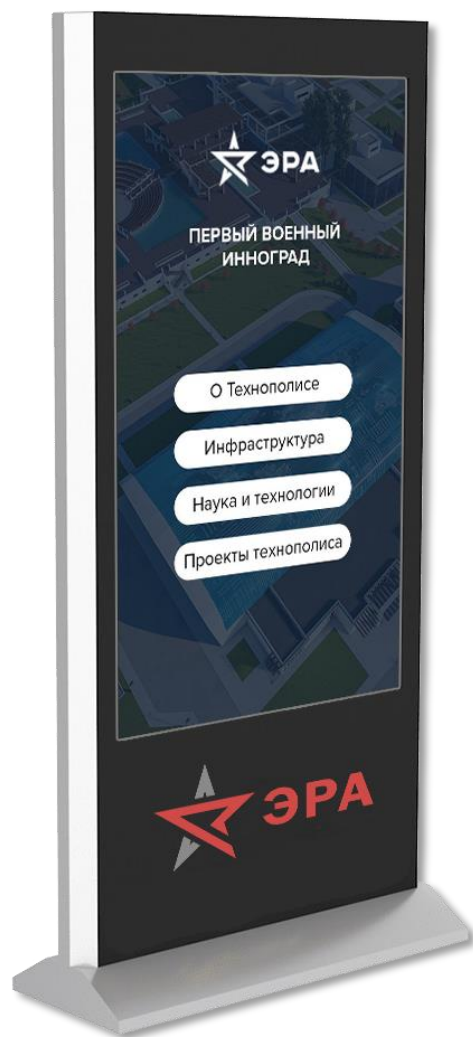 ЭРА
ПЕРВЫЙ ВОЕННЫЙ
ИННОГРАД
О Технополисе
Инфраструктура
Наука и технологии
Проекты технополиса
ЭРА